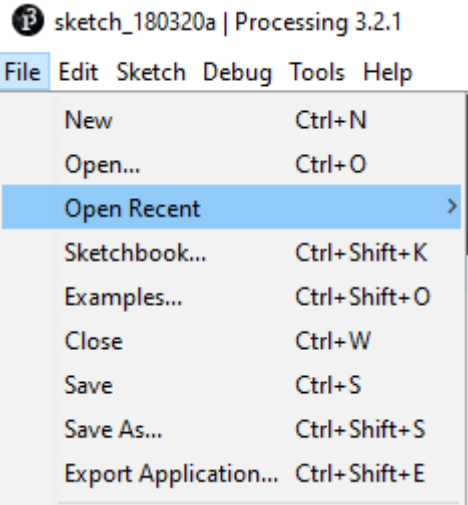 sketch_180320a | Processing 3.2.1
File Edit Sketch Debug Tools Help
New Ctrl+N
Open... Ctrl+O
Open Recent >
Sketchbook... Ctrl+Shift+K
Examples... Ctrl+Shift+O
Close Ctrl+W
Save Ctrl+S
Save As... Ctrl+Shift+S
Export Application... Ctrl+Shift+E